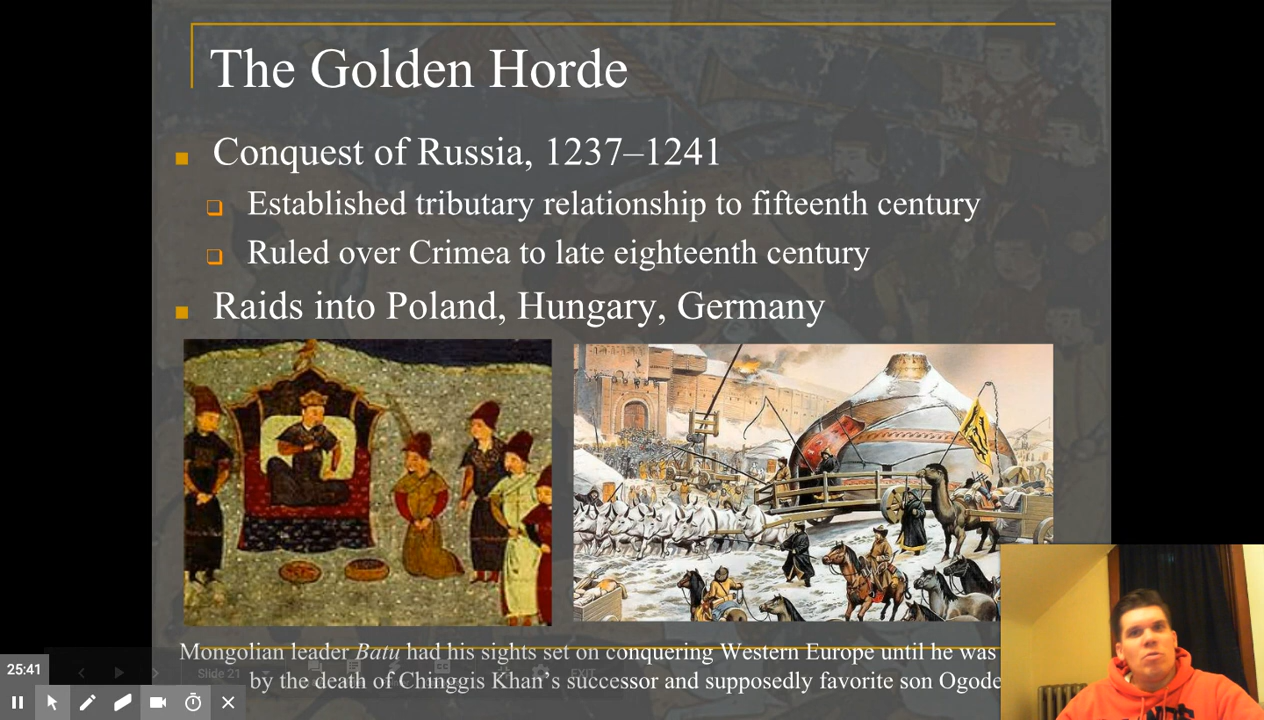 The Golden Horde
Conquest of Russia, 1237–1241
Established tributary relationship to fifteenth century
Ruled over Crimea to late eighteenth century
Raids into Poland, Hungary, Germany
Mongolian leader Batu had his sights set on conquering Western Europe until he was
by the death of Chinggis Khan’s successor and supposedly favorite son Ogode
25:41
Slide 21
EXIT